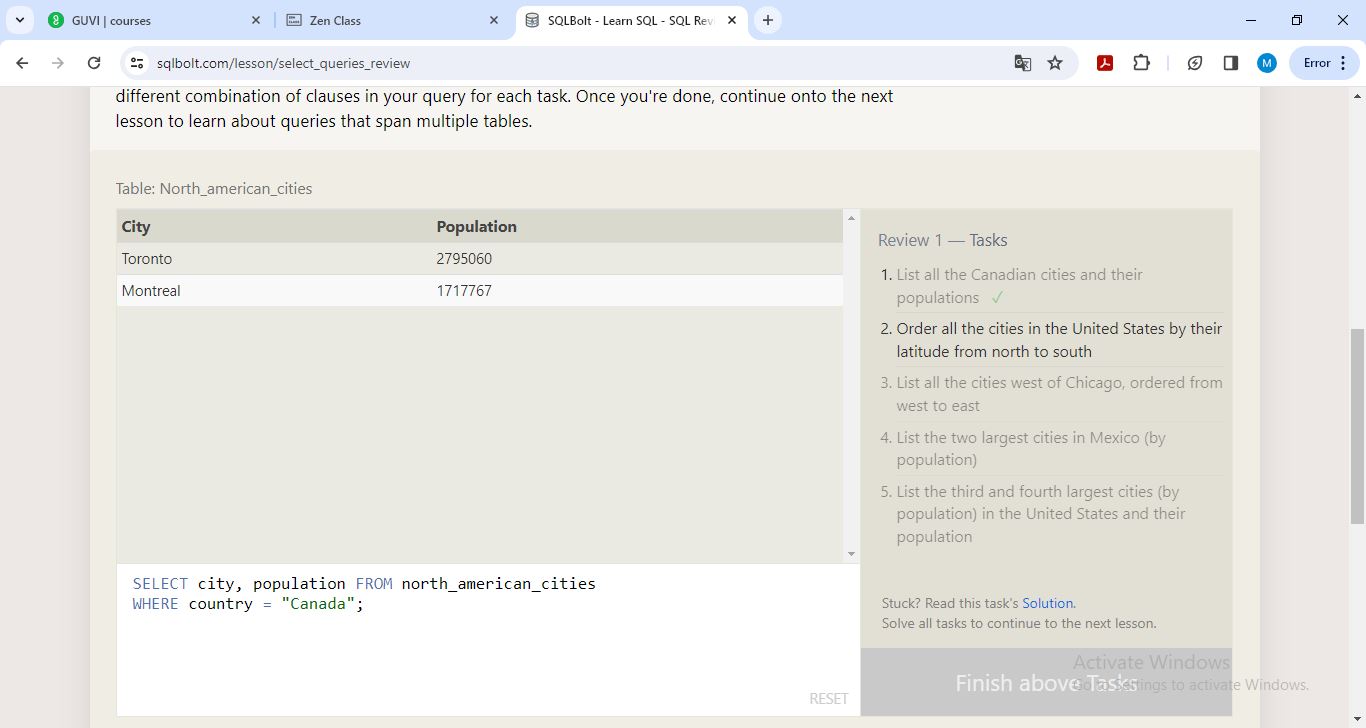 GUVI | courses
Zen Class
SQLBolt - Learn SQL - SQL Rev
sqlbolt.com/lesson/select_queries_review
M
Error
different combination of clauses in your query for each task. Once you're done, continue onto the next
lesson to learn about queries that span multiple tables.
Table: North_american_cities
City Population
Toronto 2795060
Montreal 1717767
SELECT city, population FROM north_american_cities
WHERE country = "Canada";
RESET
Review 1 — Tasks
1. List all the Canadian cities and their
populations ✓
2. Order all the cities in the United States by their
latitude from north to south
3. List all the cities west of Chicago, ordered from
west to east
4. List the two largest cities in Mexico (by
population)
5. List the third and fourth largest cities (by
population) in the United States and their
population
Stuck? Read this task's Solution.
Solve all tasks to continue to the next lesson.
Finish above Tasks
Activate Windows
Go to Settings to activate Windows.